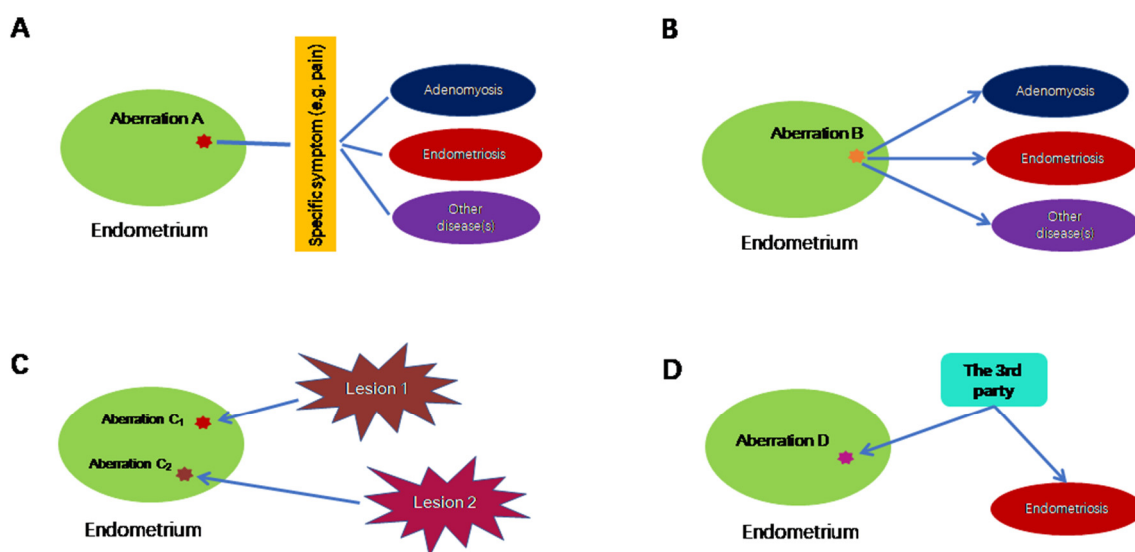 A
Aberration A
Endometrium
Specific symptom (e.g. pain)
Adenomyosis
Endometriosis
Other
disease(s)
B
Aberration B
Endometrium
Adenomyosis
Endometriosis
Other
disease(s)
C
Aberration C₁
Aberration C₂
Endometrium
Lesion 1
Lesion 2
D
The 3rd
party
Aberration D
Endometrium
Endometriosis